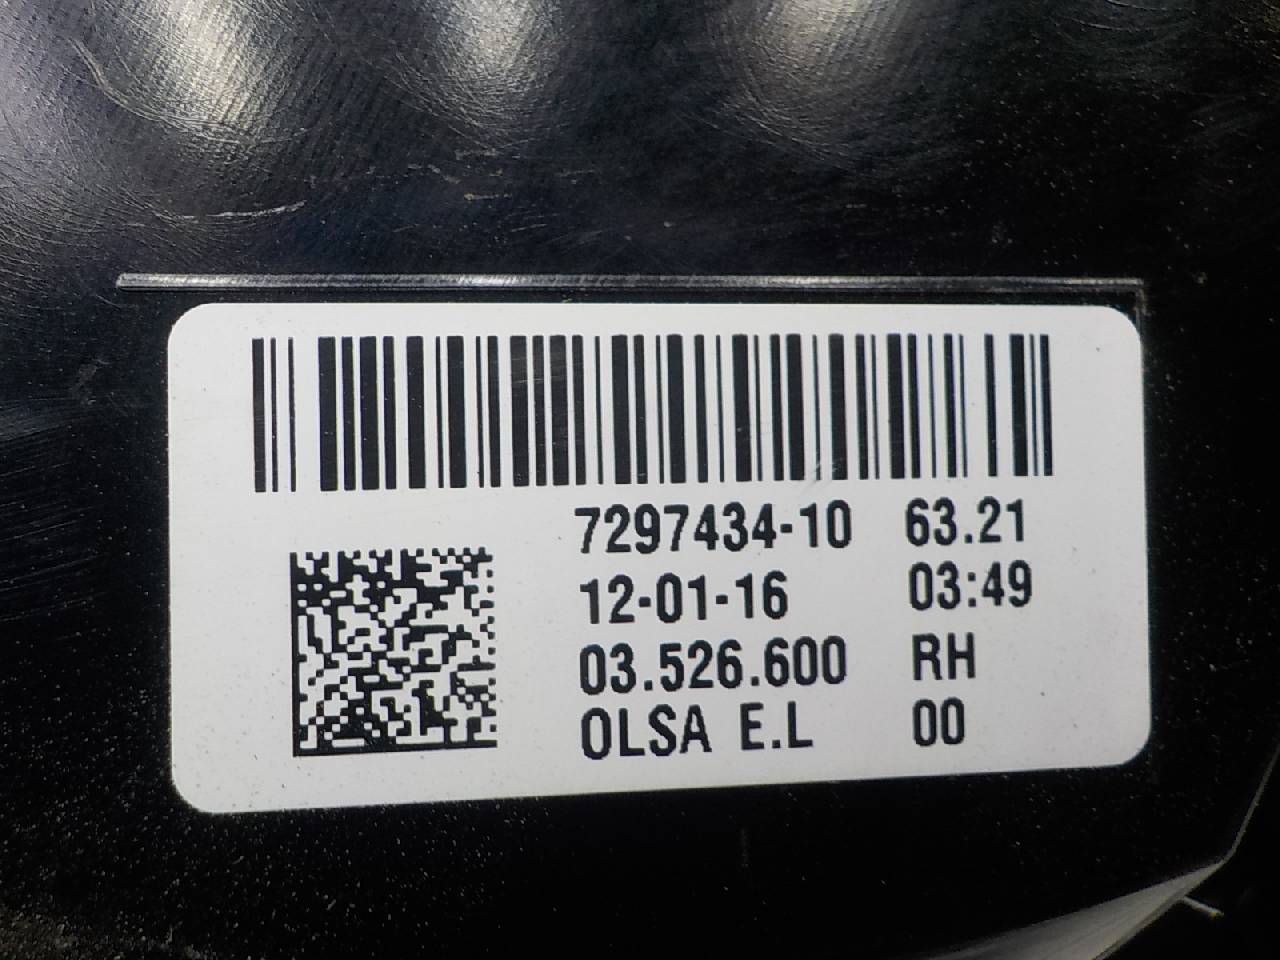 7297434-10 63.21
12-01-16 03:49
03.526.600 RH
OLSA E.L 00